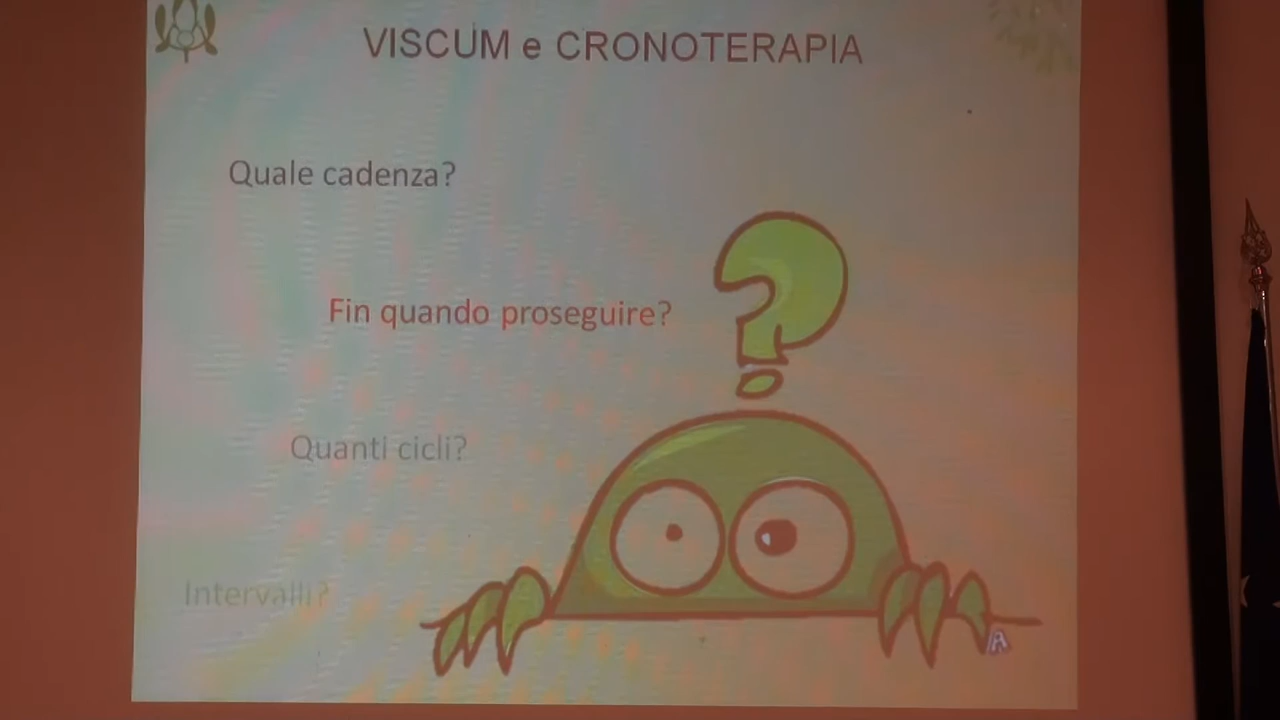 VISCUM e CRONOTERAPIA
Quale cadenza?
Fin quando proseguire?
Quanti cicli?
Intervalli?
A